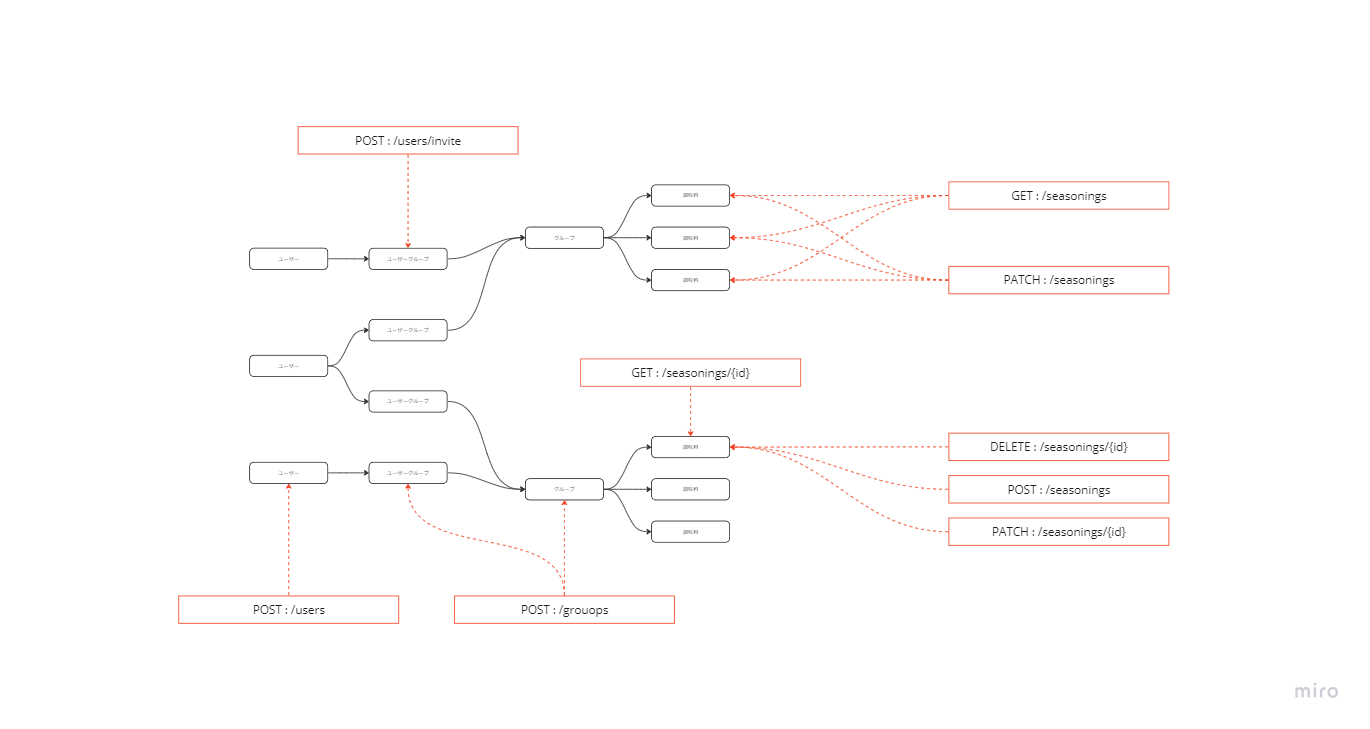 POST : /users/invite
調味料
GET : /seasonings
グループ
調味料
ユーザー
ユーザーグループ
調味料
PATCH : /seasonings
ユーザーグループ
ユーザー
GET : /seasonings/{id}
ユーザーグループ
調味料
DELETE : /seasonings/{id}
ユーザー
ユーザーグループ
グループ
調味料
POST : /seasonings
調味料
PATCH : /seasonings/{id}
POST : /users
POST : /grouops
miro